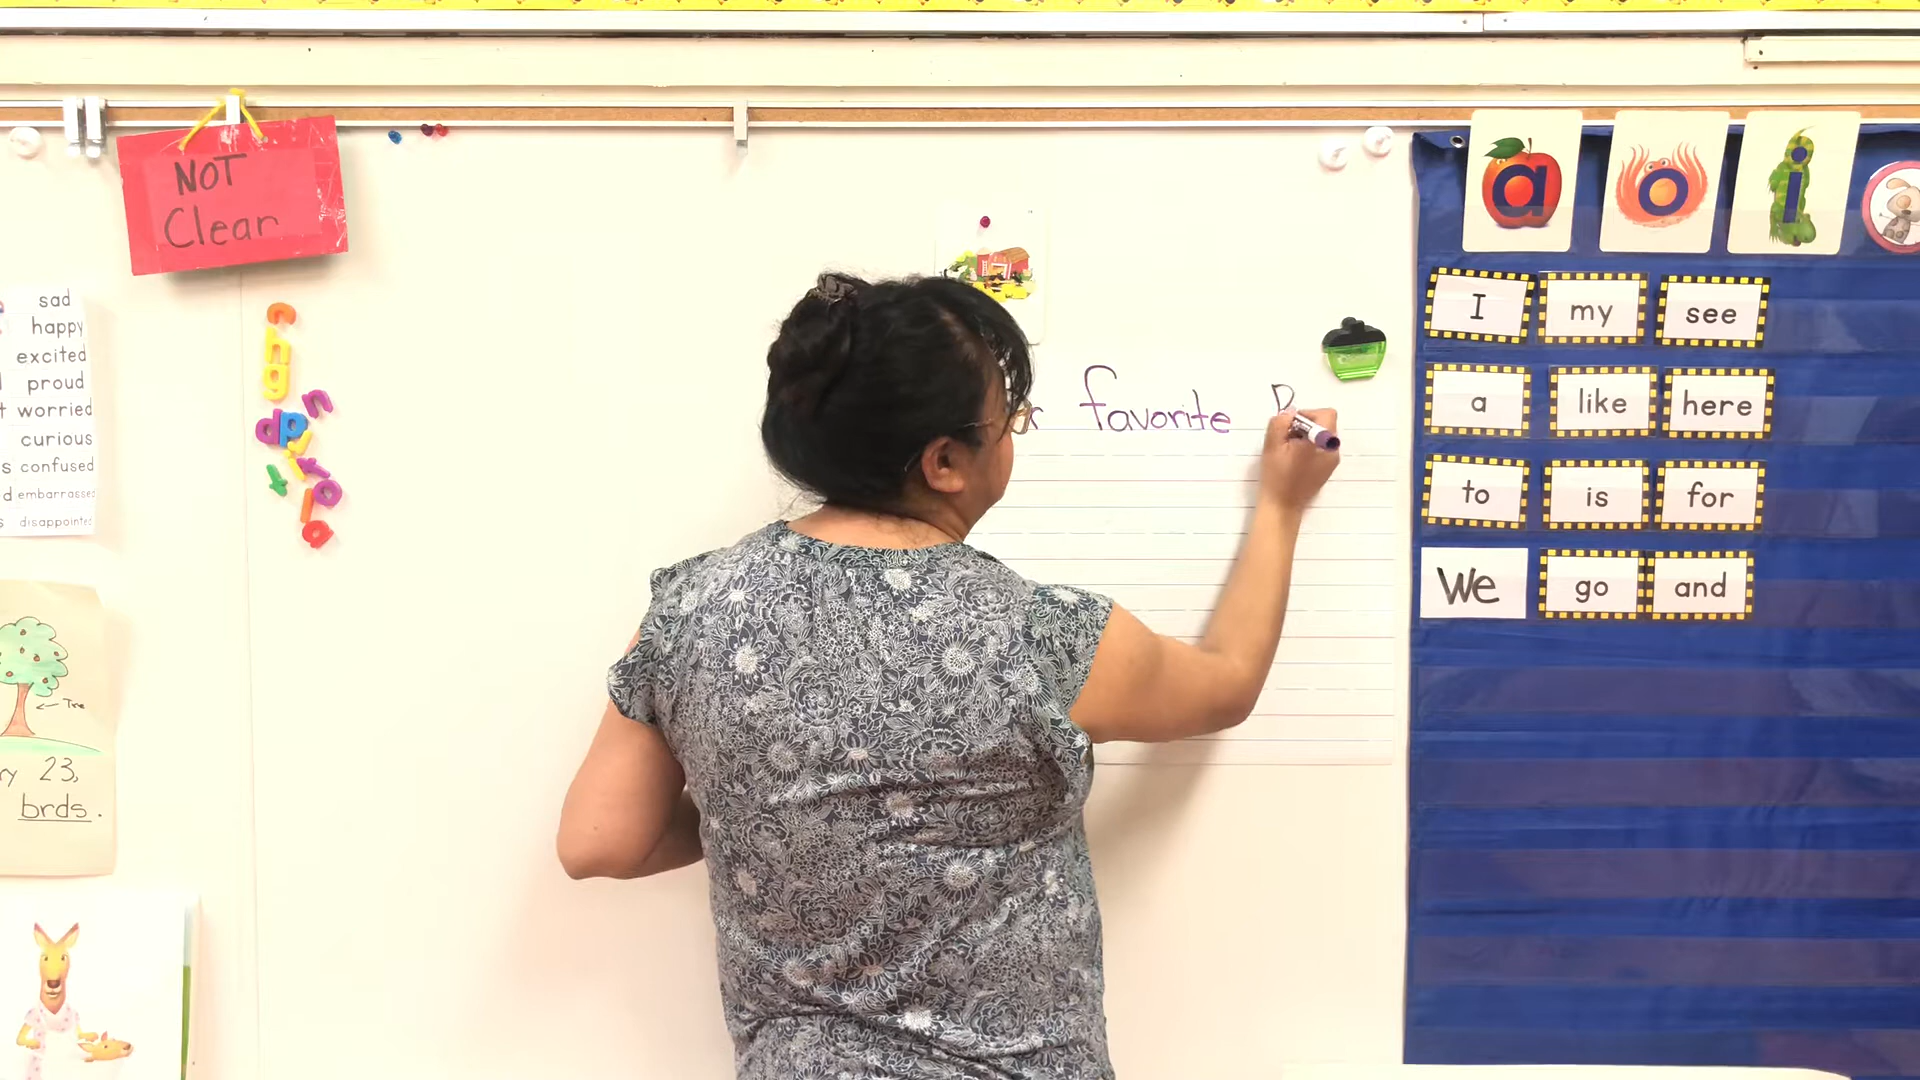 NOT
Clear
sad
happy
excited
proud
worried
curious
confused
embarrassed
disappointed
Tree
23,
brds.
favorite
a o i
I my see
a like here
to is for
We go and